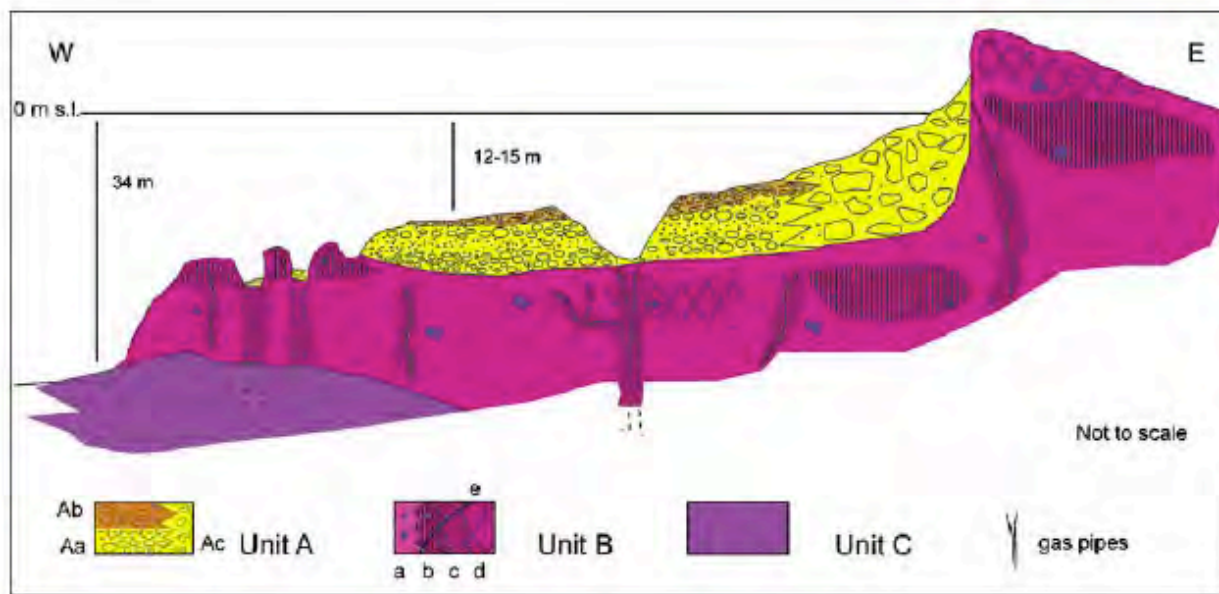 W
E
0 m s.l.
34 m
12-15 m
Not to scale
Ab
Aa
Ac
Unit A
e
a b c d
Unit B
Unit C
gas pipes